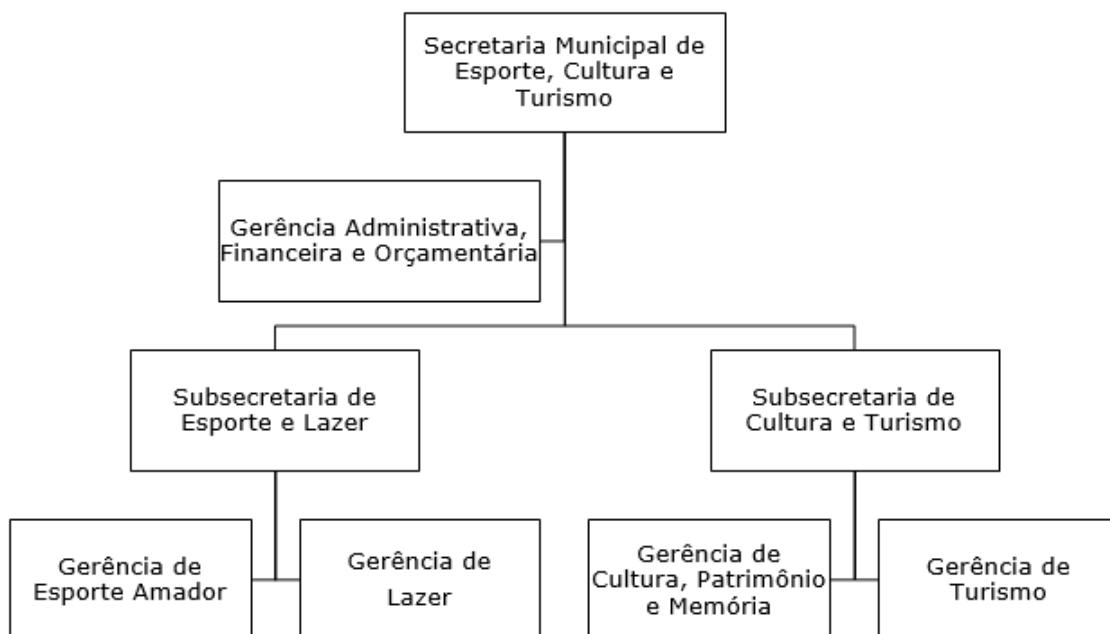 Secretaria Municipal de
Esporte, Cultura e
Turismo
Gerência Administrativa,
Financeira e Orçamentária
Subsecretaria de
Esporte e Lazer
Subsecretaria de
Cultura e Turismo
Gerência de
Esporte Amador
Gerência de
Lazer
Gerência de
Cultura, Patrimônio
e Memória
Gerência de
Turismo